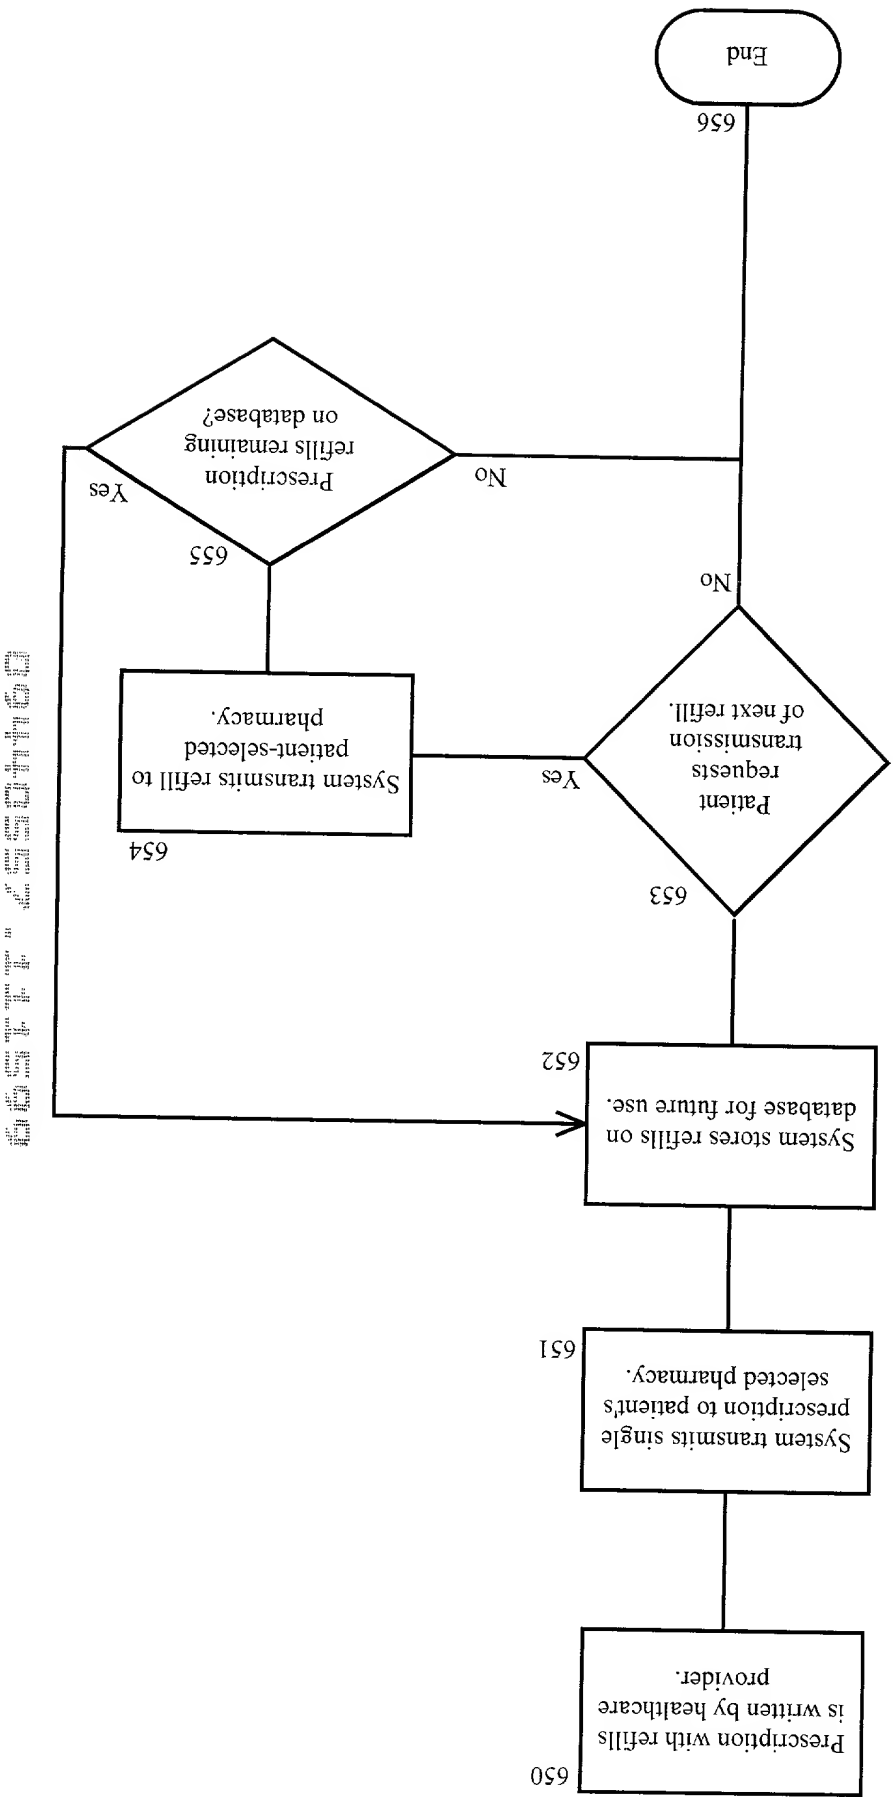 650
Prescription with refills
is written by healthcare
provider.
651
System transmits single
prescription to patient's
selected pharmacy.
652
System stores refills on
database for future use.
653
Patient
requests
transmission
of next refill.
Yes
No
654
System transmits refill to
patient-selected
pharmacy.
655
Prescription
refills remaining
on database?
Yes
No
656
End